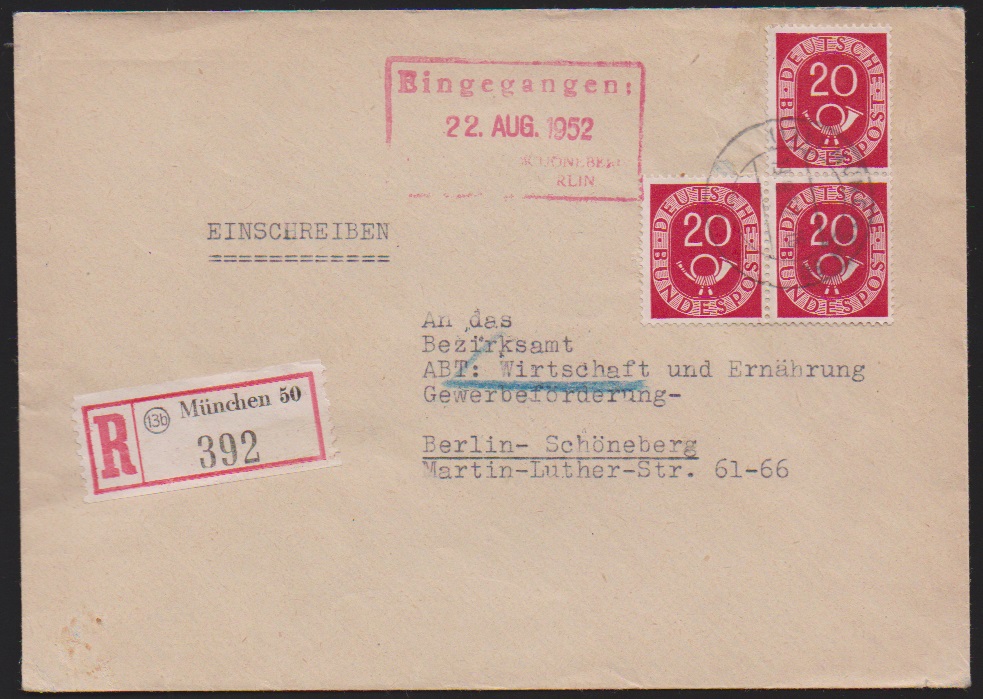 Eingegangen:
22. AUG. 1952
SCHÖNEBERG
RLIN
20
DEUTSCHE
BUNDESPOST
20
DEUTSCHE
BUNDESPOST
20
DEUTSCHE
BUNDESPOST
EINSCHREIBEN
============
An das
Bezirksamt
ABT: Wirtschaft und Ernährung
Gewerbeförderung-
Berlin- Schöneberg
Martin-Luther-Str. 61-66
R
13b München 50
392